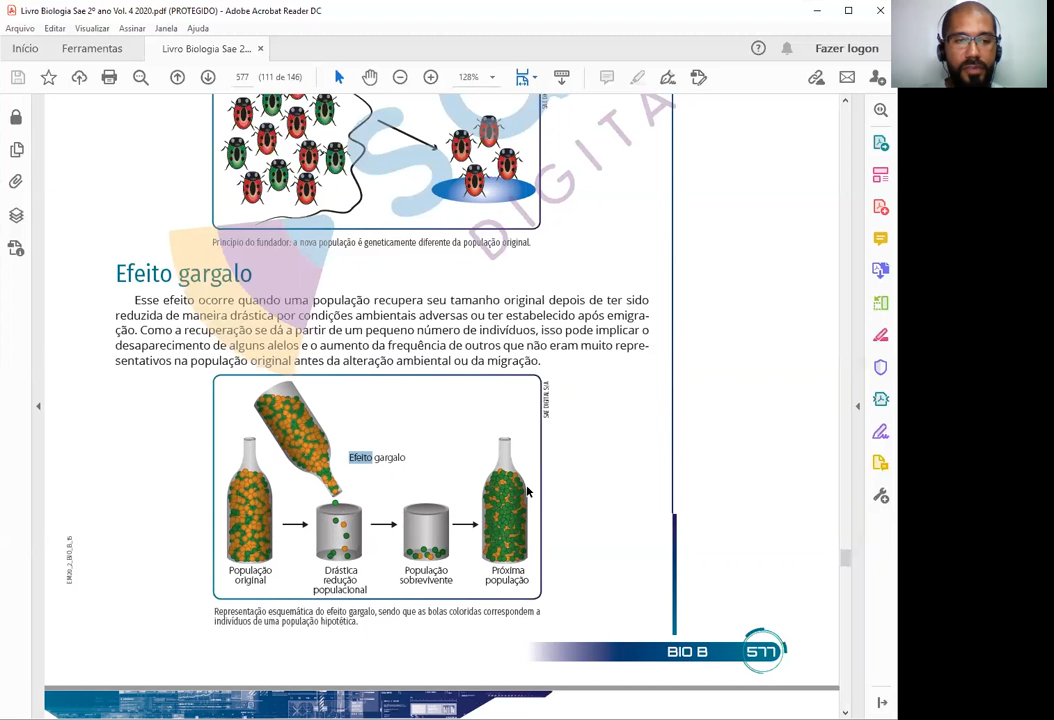 Livro Biologia Sae 2º ano Vol. 4 2020.pdf (PROTEGIDO) - Adobe Acrobat Reader DC
Arquivo Editar Visualizar Assinar Janela Ajuda
Início Ferramentas Livro Biologia Sae 2... × Fazer logon
577 (111 de 146) 128%
DIGITA
Princípio do fundador: a nova população é geneticamente diferente da população original.
Efeito gargalo
Esse efeito ocorre quando uma população recupera seu tamanho original depois de ter sido
reduzida de maneira drástica por condições ambientais adversas ou ter estabelecido após emigra-
ção. Como a recuperação se dá a partir de um pequeno número de indivíduos, isso pode implicar o
desaparecimento de alguns alelos e o aumento da frequência de outros que não eram muito repre-
sentativos na população original antes da alteração ambiental ou da migração.
SAE DIGITAL S/A
Efeito gargalo
População
original
Drástica
redução
populacional
População
sobrevivente
Próxima
população
Representação esquemática do efeito gargalo, sendo que as bolas coloridas correspondem a
indivíduos de uma população hipotética.
EM20_2_BIO_B_15
BIO B 577